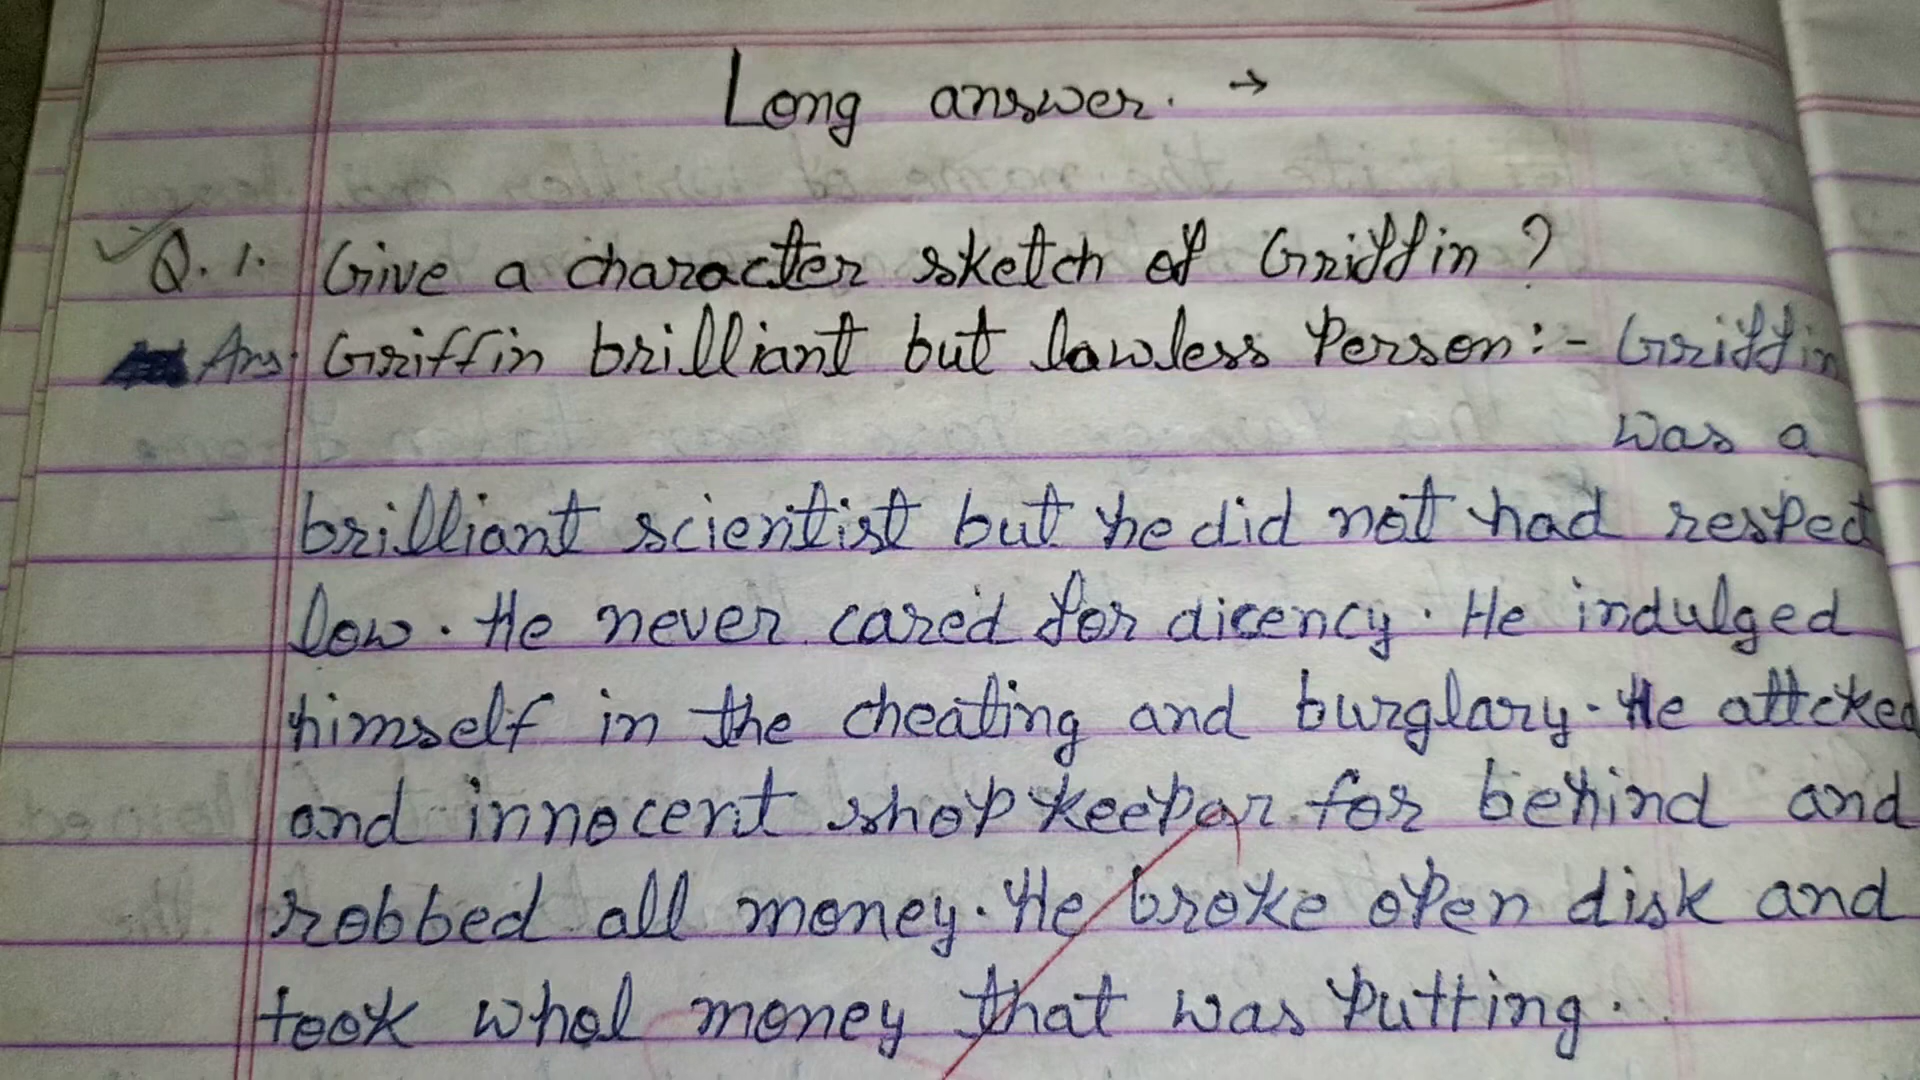 Long answer. →
Q. 1. Give a character sketch of Griffin ?
Ans. Griffin brilliant but lawless Person:- Griffin
was a
brilliant scientist but he did not had respect
low. He never cared for dicency. He indulged
himself in the cheating and burglary. He attcked
and innocent shop keepar for behind and
robbed all money. He broke open disk and
took whol money that was putting.